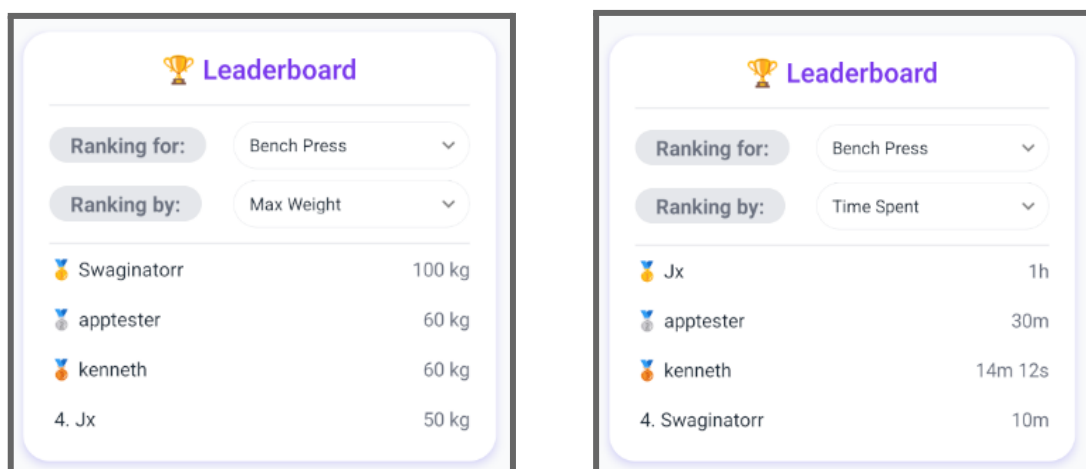 🏆 Leaderboard
Ranking for: Bench Press
Ranking by: Max Weight
🥇 Swaginatorr 100 kg
🥈 apptester 60 kg
🥉 kenneth 60 kg
4. Jx 50 kg
🏆 Leaderboard
Ranking for: Bench Press
Ranking by: Time Spent
🥇 Jx 1h
🥈 apptester 30m
🥉 kenneth 14m 12s
4. Swaginatorr 10m